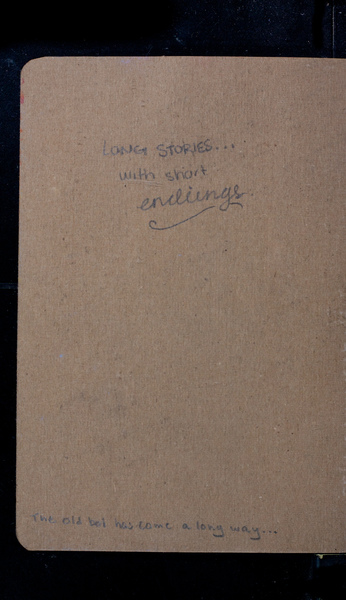 LONG STORIES...
with short
endings
The old boi has come a long way...